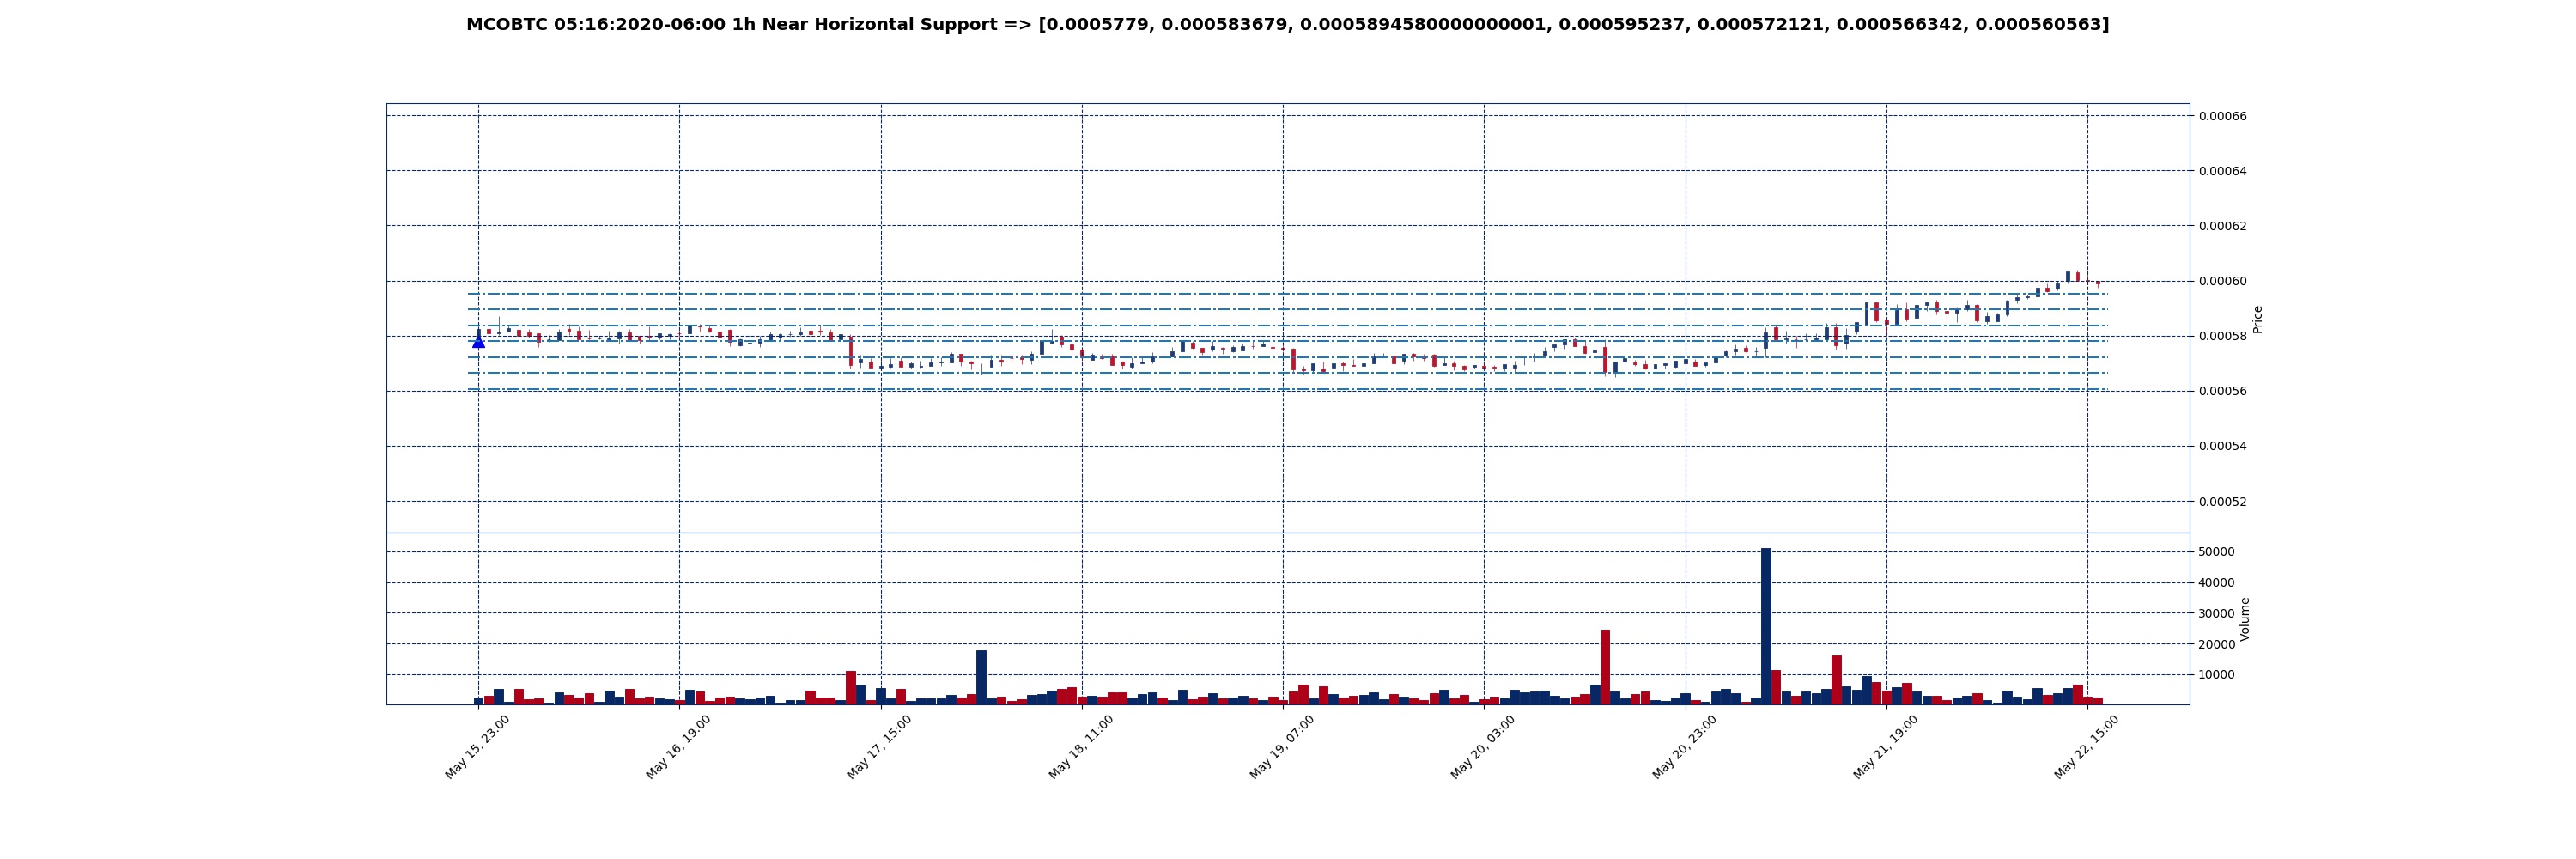 MCOBTC 05:16:2020-06:00 1h Near Horizontal Support => [0.0005779, 0.000583679, 0.0005894580000000001, 0.000595237, 0.000572121, 0.000566342, 0.000560563]
0.00066
0.00064
0.00062
0.00060
0.00058
0.00056
0.00054
0.00052
Price
50000
40000
30000
20000
10000
Volume
May 15, 23:00
May 16, 19:00
May 17, 15:00
May 18, 11:00
May 19, 07:00
May 20, 03:00
May 20, 23:00
May 21, 19:00
May 22, 15:00